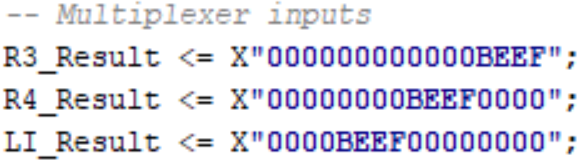 -- Multiplexer inputs
R3_Result <= X"000000000000BEEF";
R4_Result <= X"00000000BEEF0000";
LI_Result <= X"0000BEEF00000000";